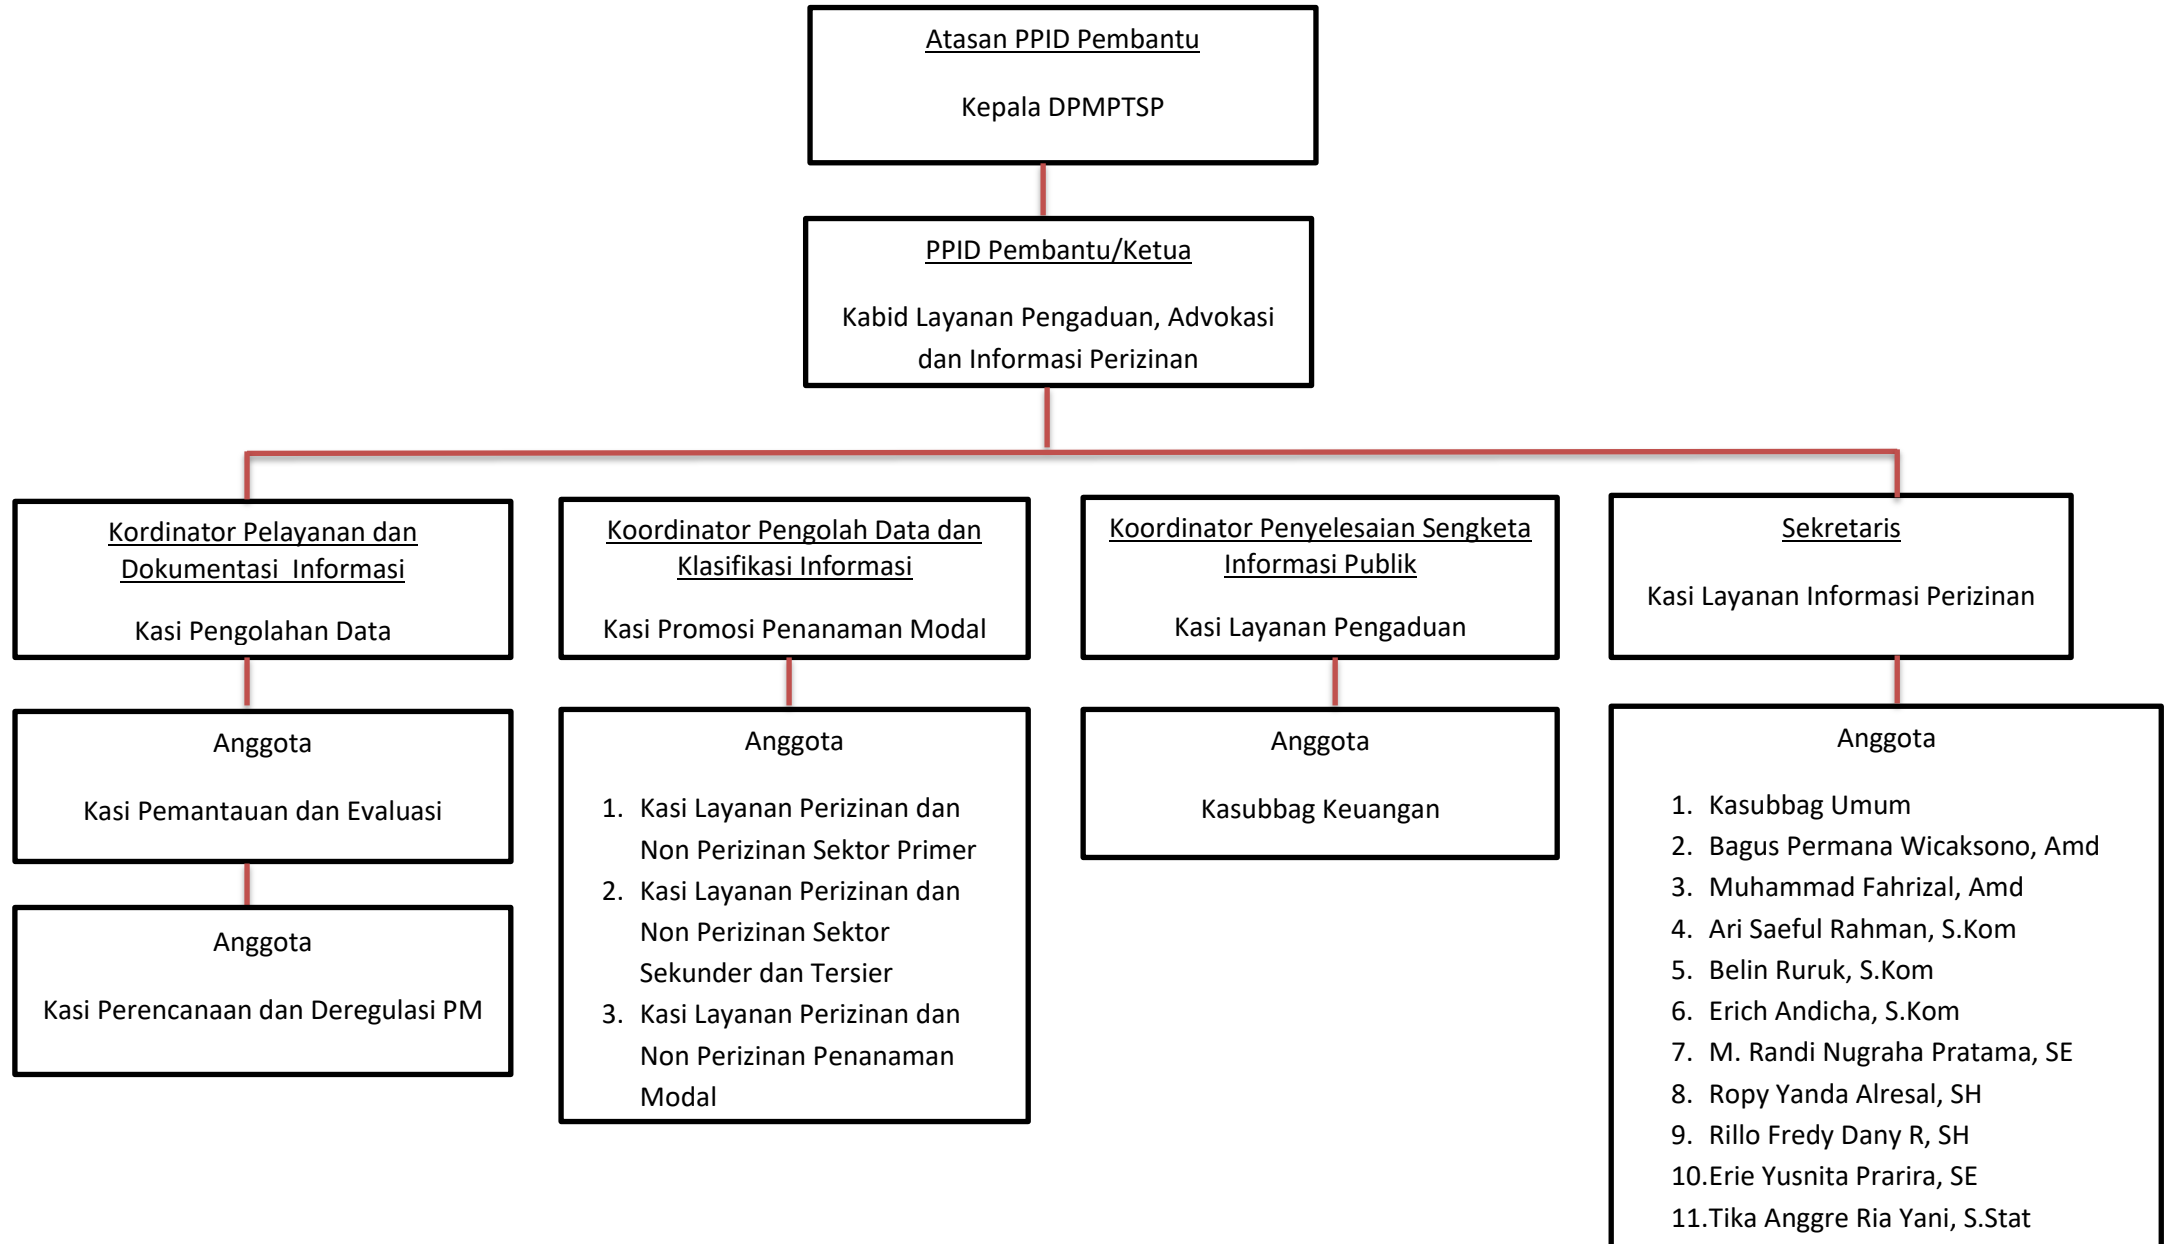 Atasan PPID Pembantu
Kepala DPMPTSP
PPID Pembantu/Ketua
Kabid Layanan Pengaduan, Advokasi
dan Informasi Perizinan
Kordinator Pelayanan dan
Dokumentasi  Informasi
Kasi Pengolahan Data
Koordinator Pengolah Data dan
Klasifikasi Informasi
Kasi Promosi Penanaman Modal
Koordinator Penyelesaian Sengketa
Informasi Publik
Kasi Layanan Pengaduan
Sekretaris
Kasi Layanan Informasi Perizinan
Anggota
Kasi Pemantauan dan Evaluasi
Anggota
Kasi Perencanaan dan Deregulasi PM
Anggota
1. Kasi Layanan Perizinan dan
Non Perizinan Sektor Primer
2. Kasi Layanan Perizinan dan
Non Perizinan Sektor
Sekunder dan Tersier
3. Kasi Layanan Perizinan dan
Non Perizinan Penanaman
Modal
Anggota
Kasubbag Keuangan
Anggota
1. Kasubbag Umum
2. Bagus Permana Wicaksono, Amd
3. Muhammad Fahrizal, Amd
4. Ari Saeful Rahman, S.Kom
5. Belin Ruruk, S.Kom
6. Erich Andicha, S.Kom
7. M. Randi Nugraha Pratama, SE
8. Ropy Yanda Alresal, SH
9. Rillo Fredy Dany R, SH
10.Erie Yusnita Prarira, SE
11.Tika Anggre Ria Yani, S.Stat